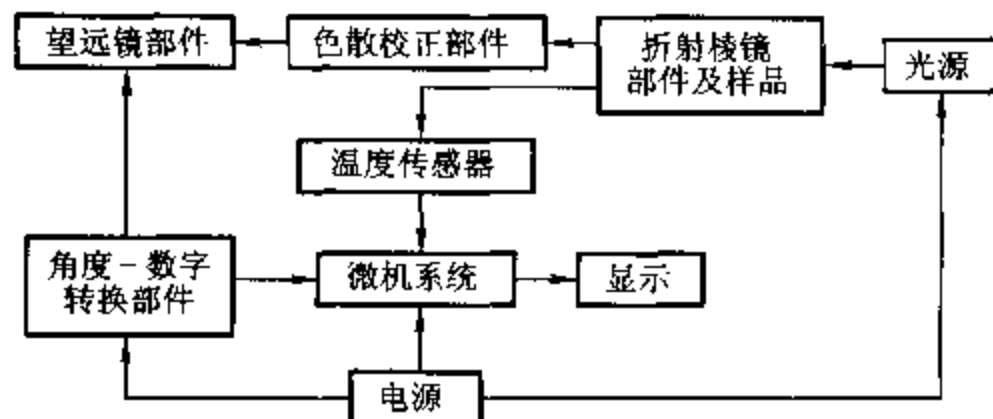 望远镜部件
色散校正部件
折射棱镜
部件及样品
光源
温度传感器
角度-数字
转换部件
微机系统
显示
电源